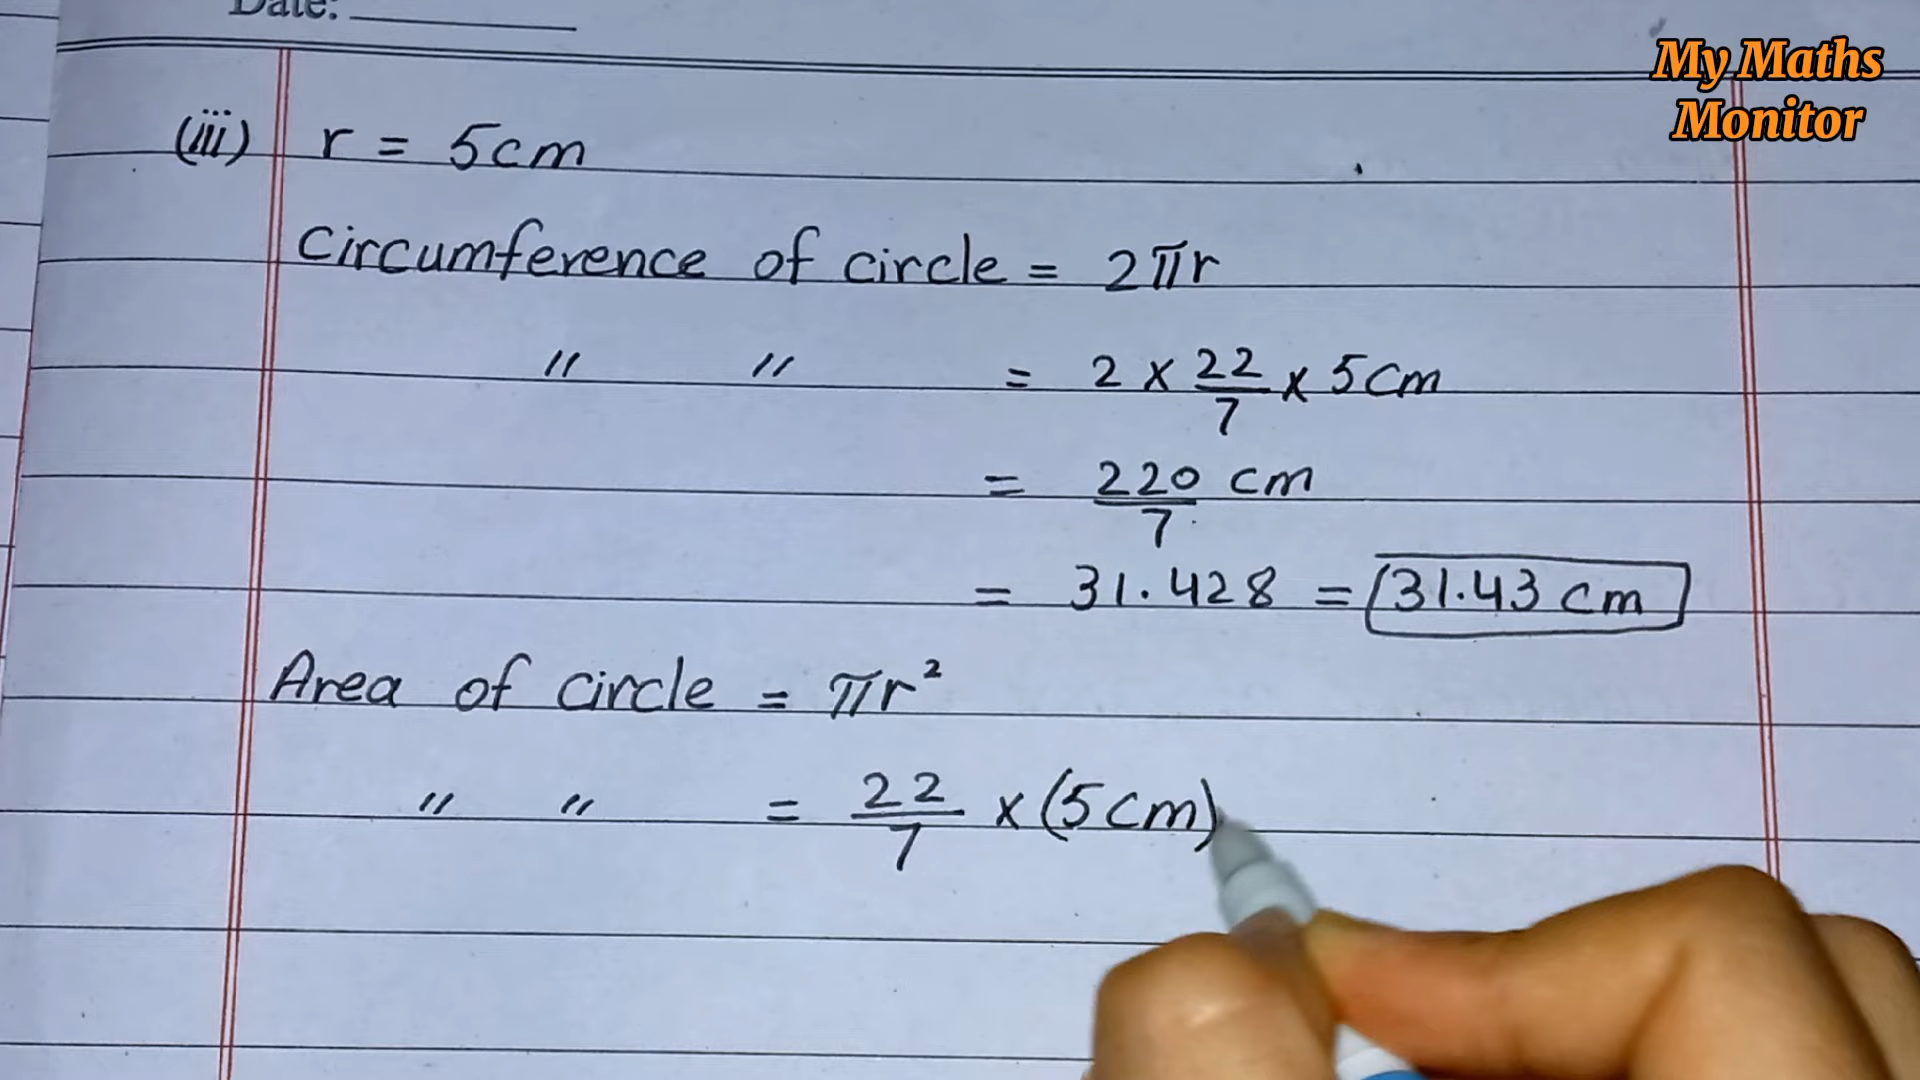 Date:
My Maths
Monitor
(iii) r = 5cm
Circumference of circle = 2πr
" " = 2 × 22/7 × 5cm
= 220/7 cm
= 31.428 = 31.43 cm
Area of circle = πr²
" " = 22/7 × (5cm)